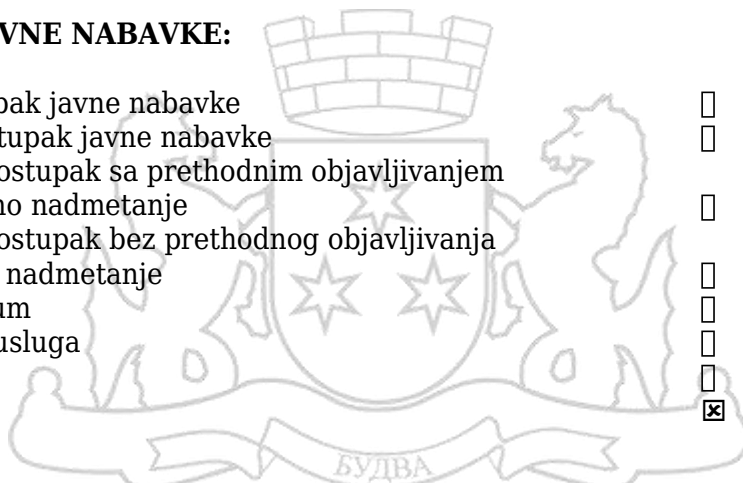 VNE NABAVKE:
pak javne nabavke
tupak javne nabavke
ostupak sa prethodnim objavljivanjem
no nadmetanje
ostupak bez prethodnog objavljivanja
nadmetanje
um
usluga
БУДВА